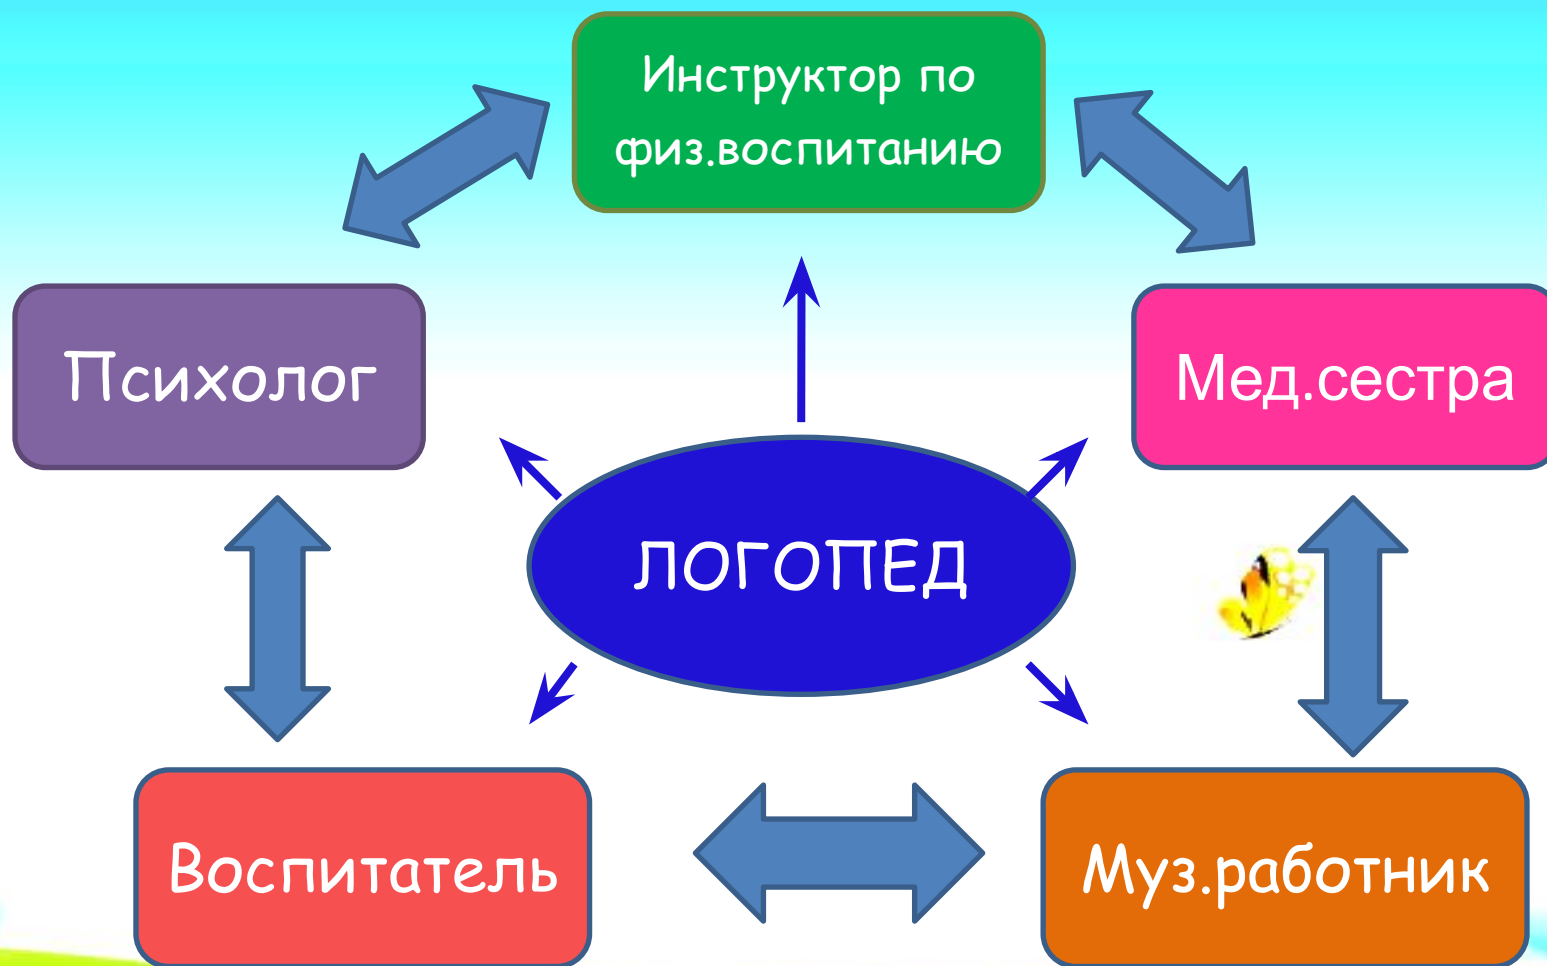 Инструктор по
физ.воспитанию
Психолог
Мед.сестра
ЛОГОПЕД
Воспитатель
Муз.работник